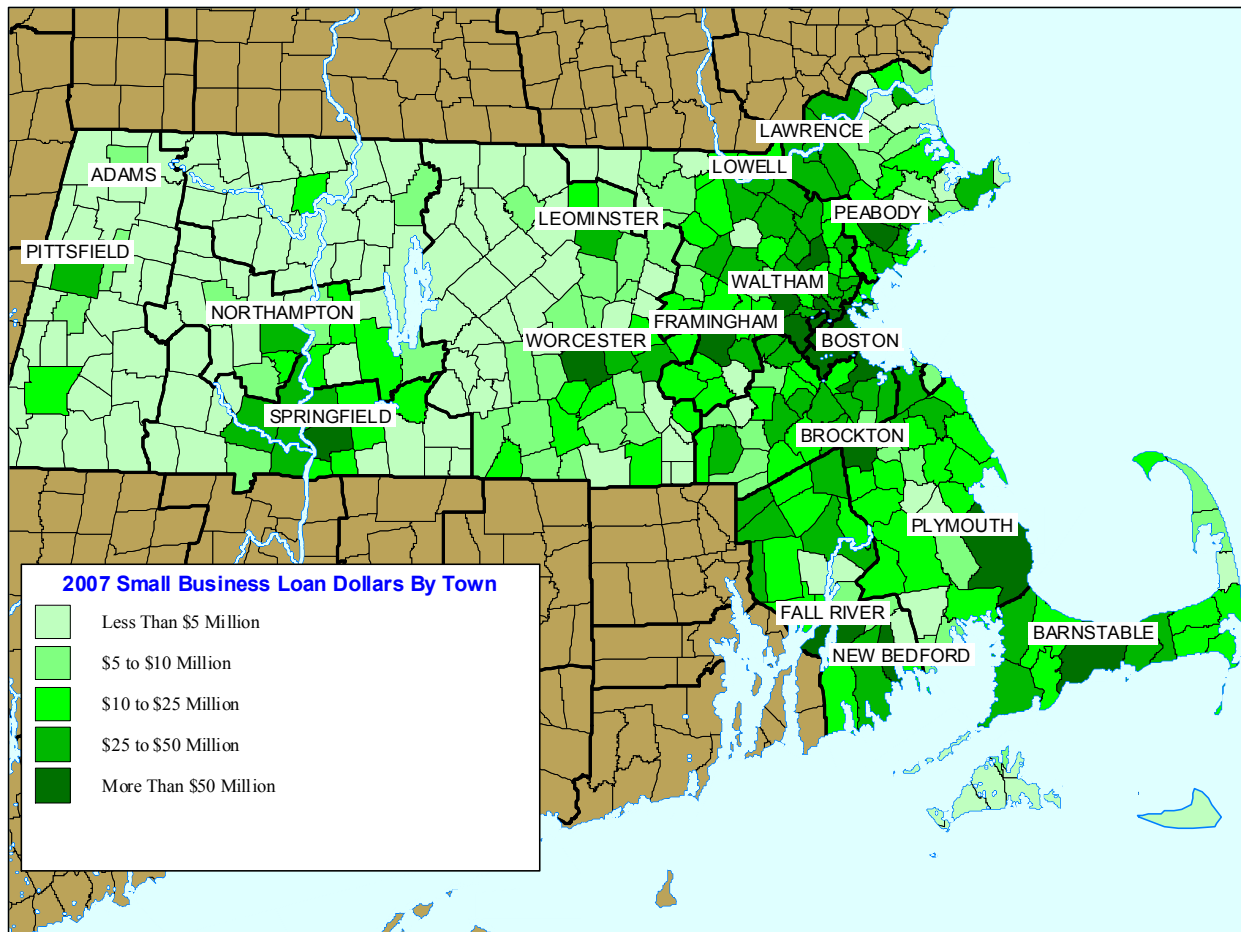 LAWRENCE
LOWELL
ADAMS
LEOMINSTER
PEABODY
PITTSFIELD
WALTHAM
NORTHAMPTON
FRAMINGHAM
WORCESTER
BOSTON
SPRINGFIELD
BROCKTON
PLYMOUTH
FALL RIVER
BARNSTABLE
NEW BEDFORD
2007 Small Business Loan Dollars By Town
Less Than $5 Million
$5 to $10 Million
$10 to $25 Million
$25 to $50 Million
More Than $50 Million